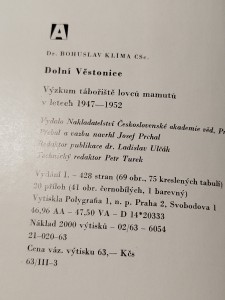 A
Dr. BOHUSLAV KLÍMA CSc.
Dolní Věstonice
Výzkum tábořiště lovců mamutů
v letech 1947—1952
Vydalo Nakladatelství Československé akademie věd,
Přebal a vazbu navrhl Josef Prchal
Redaktor publikace dr. Ladislav Ulčák
Technický redaktor Petr Turek
Vydání I. - 428 stran (69 obr., 75 kreslených tabulí)
20 příloh (41 obr. černobílých, 1 barevný)
Vytiskla Polygrafia 1, n. p., Praha 2, Svobodova 1
46,96 AA - 47,50 VA - D 14*20333
Náklad 2000 výtisků - 02/63 - 6054
21-020-63
Cena váz. výtisku 63,— Kčs
63/III-3